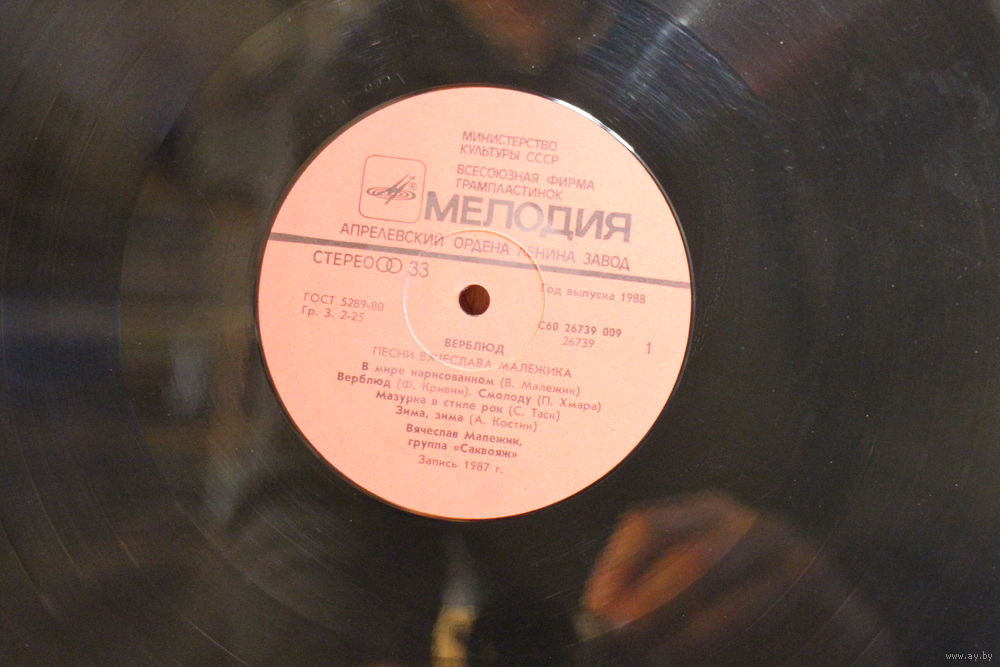 МИНИСТЕРСТВО
КУЛЬТУРЫ СССР
ВСЕСОЮЗНАЯ ФИРМА
ГРАМПЛАСТИНОК
МЕЛОДИЯ
АПРЕЛЕВСКИЙ ОРДЕНА ЛЕНИНА ЗАВОД
СТЕРЕО 33
Год выпуска 1988
ГОСТ 5289-80
Гр. 3. 2-25
С60 26739 009
26739
1
ВЕРБЛЮД
ПЕСНИ ВЯЧЕСЛАВА МАЛЕЖИКА
В мире нарисованном (В. Малежик)
Верблюд (Ф. Кривин). Смолоду (П. Хмара)
Мазурка в стиле рок (С. Таск)
Зима, зима (А. Костин)
Вячеслав Малежик,
группа «Саквояж»
Запись 1987 г.
www.ay.by